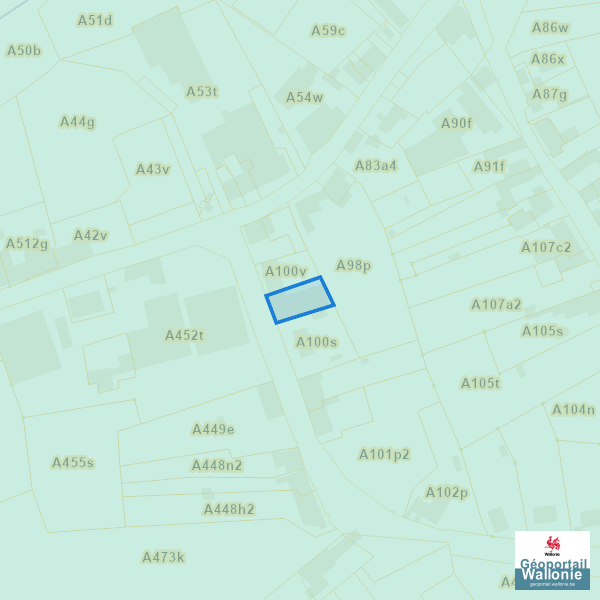 A51d
A59c
A86w
A50b
A86x
A53t
A54w
A87g
A44g
A90f
A43v
A83a4
A91f
A42v
A512g
A107c2
A100v
A98p
A107a2
A452t
A100s
A105s
A105t
A104n
A449e
A101p2
A455s
A448n2
A102p
A448h2
A473k
Wallonie
Géoportail
Wallonie
geoportail.wallonie.be